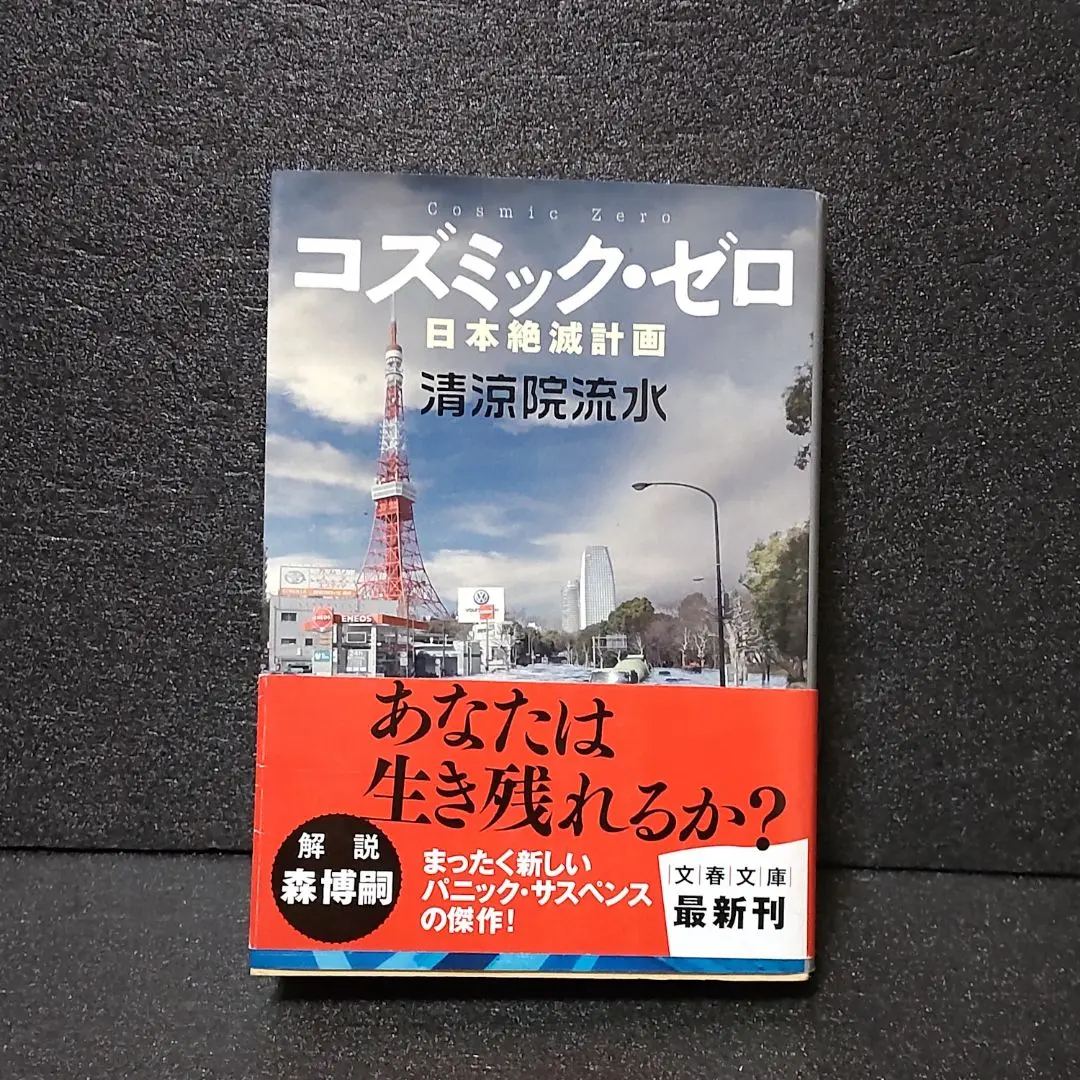 Cosmic Zero
コズミック・ゼロ
日本絶滅計画
清涼院流水
ENEOS
24h
あなたは
生き残れるか?
解説
森博嗣
まったく新しい
パニック・サスペンス
の傑作!
文春文庫
最新刊